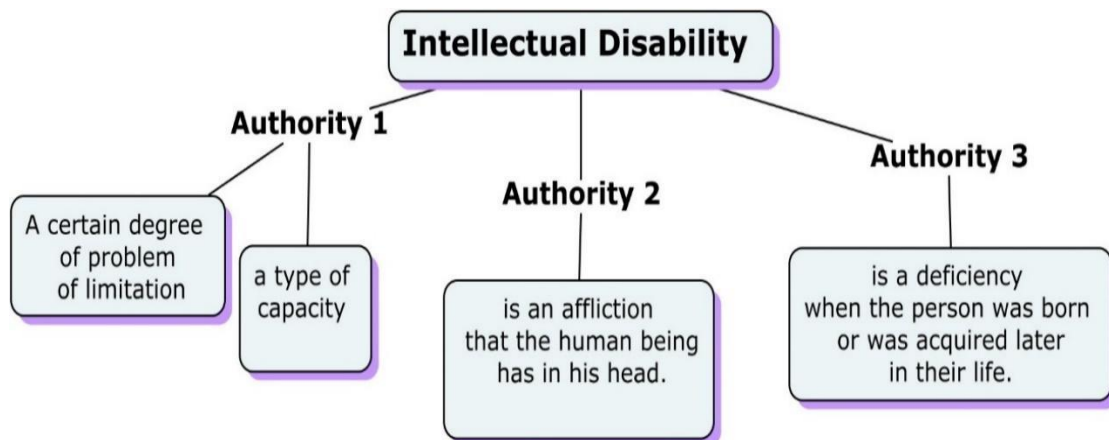 Intellectual Disability
Authority 1
A certain degree
of problem
of limitation
a type of
capacity
Authority 2
is an affliction
that the human being
has in his head.
Authority 3
is a deficiency
when the person was born
or was acquired later
in their life.